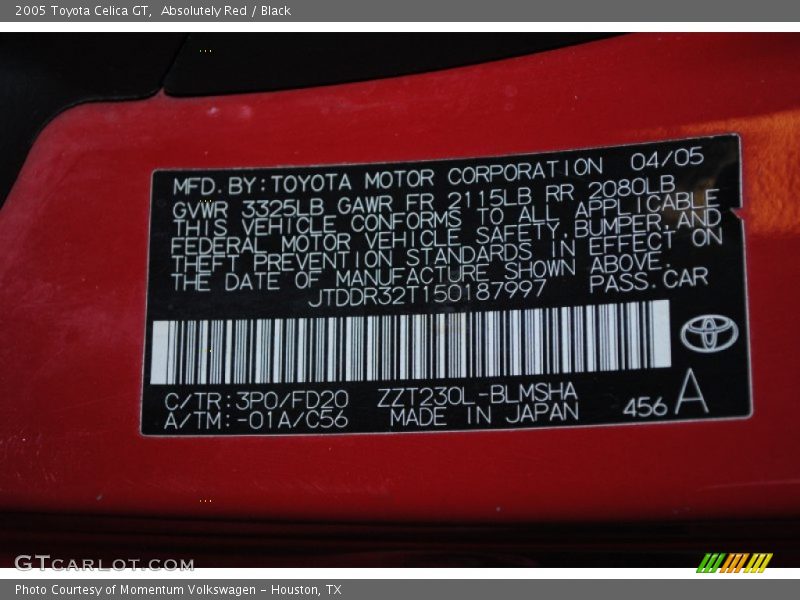 2005 Toyota Celica GT, Absolutely Red / Black
MFD. BY: TOYOTA MOTOR CORPORATION 04/05
GVWR 3325LB GAWR FR 2115LB RR 2080LB
THIS VEHICLE CONFORMS TO ALL APPLICABLE
FEDERAL MOTOR VEHICLE SAFETY, BUMPER, AND
THEFT PREVENTION STANDARDS IN EFFECT ON
THE DATE OF MANUFACTURE SHOWN ABOVE.
JTDDR32T150187997 PASS. CAR
C/TR: 3P0/FD20 ZZT230L-BLMSHA
A/TM: -01A/C56 MADE IN JAPAN 456 A
GTCARLOT.COM
Photo Courtesy of Momentum Volkswagen - Houston, TX